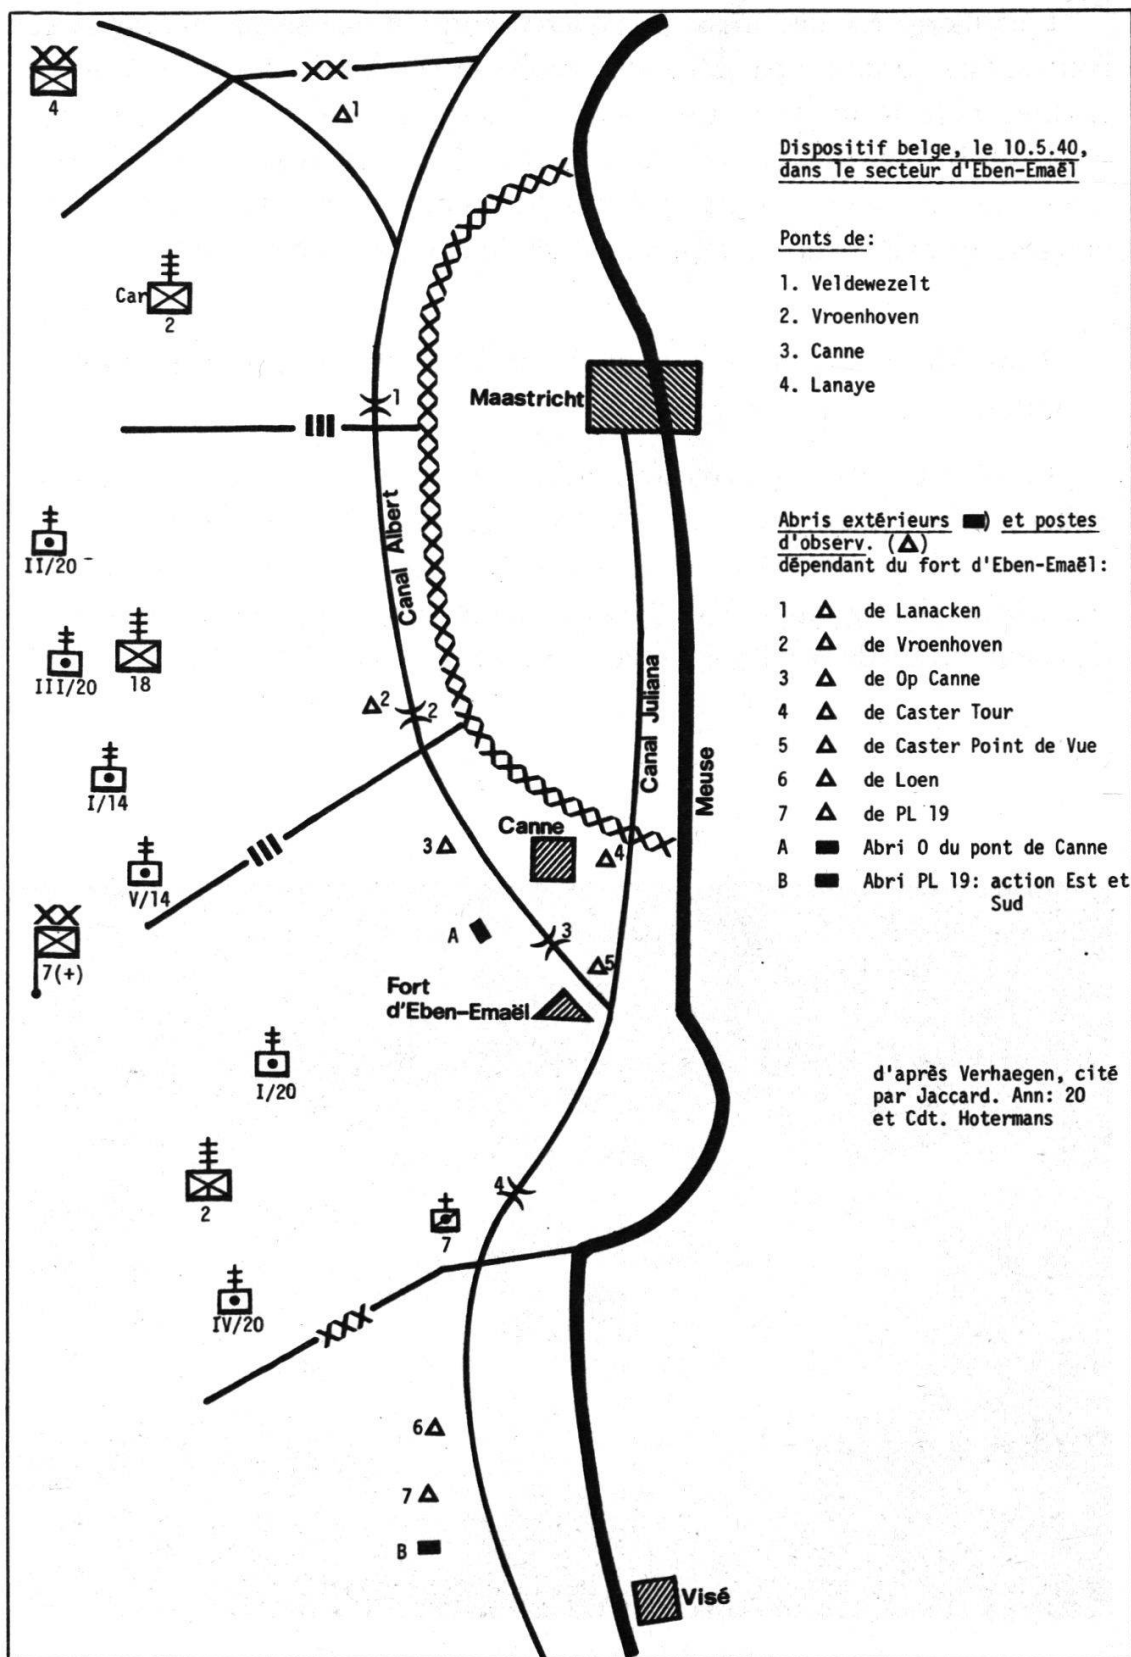 4
1
Car
2
1
Maastricht
Canal Albert
II/20
III/20
18
2
2
I/14
V/14
7(+)
3
Canne
4
A
3
5
Fort
d'Eben-Emaël
Canal Juliana
Meuse
I/20
2
4
7
IV/20
6
7
B
Visé
Dispositif belge, le 10.5.40,
dans le secteur d'Eben-Emaël
Ponts de:
1. Veldewezelt
2. Vroenhoven
3. Canne
4. Lanaye
Abris extérieurs ■) et postes
d'observ. (△)
dépendant du fort d'Eben-Emaël:
1 △ de Lanacken
2 △ de Vroenhoven
3 △ de Op Canne
4 △ de Caster Tour
5 △ de Caster Point de Vue
6 △ de Loen
7 △ de PL 19
A ■ Abri O du pont de Canne
B ■ Abri PL 19: action Est et
Sud
d'après Verhaegen, cité
par Jaccard. Ann: 20
et Cdt. Hotermans